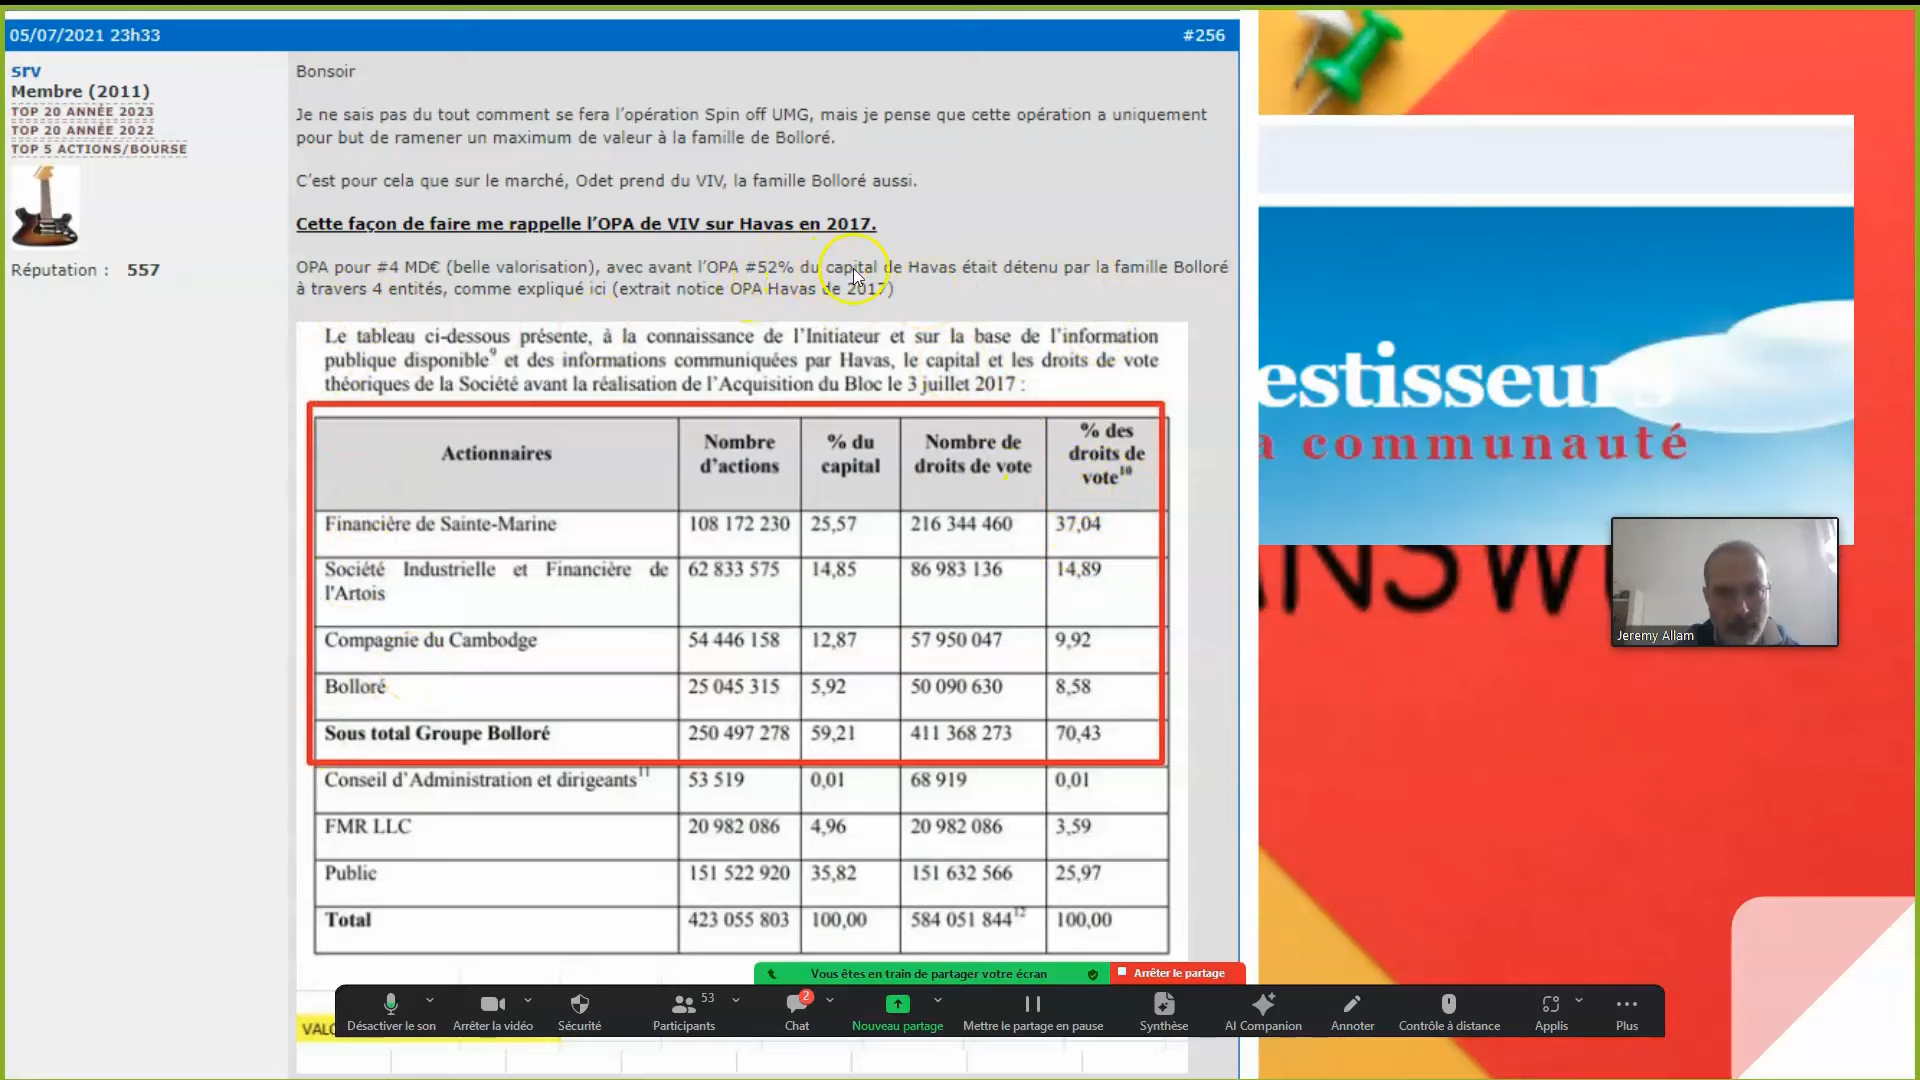 05/07/2021 23h33
#256
srv
Membre (2011)
TOP 20 ANNÉE 2023
TOP 20 ANNÉE 2022
TOP 5 ACTIONS/BOURSE
Réputation : 557
Bonsoir
Je ne sais pas du tout comment se fera l'opération Spin off UMG, mais je pense que cette opération a uniquement
pour but de ramener un maximum de valeur à la famille de Bolloré.
C'est pour cela que sur le marché, Odet prend du VIV, la famille Bolloré aussi.
Cette façon de faire me rappelle l'OPA de VIV sur Havas en 2017.
OPA pour #4 MD€ (belle valorisation), avec avant l'OPA #52% du capital de Havas était détenu par la famille Bolloré
à travers 4 entités, comme expliqué ici (extrait notice OPA Havas de 2017)
Le tableau ci-dessous présente, à la connaissance de l'Initiateur et sur la base de l'information
publique disponible9 et des informations communiquées par Havas, le capital et les droits de vote
théoriques de la Société avant la réalisation de l'Acquisition du Bloc le 3 juillet 2017 :
Actionnaires
Nombre
d'actions
% du
capital
Nombre de
droits de vote
% des
droits de
vote10
Financière de Sainte-Marine 108 172 230 25,57 216 344 460 37,04
Société Industrielle et Financière de 62 833 575 14,85 86 983 136 14,89
l'Artois
Compagnie du Cambodge 54 446 158 12,87 57 950 047 9,92
Bolloré 25 045 315 5,92 50 090 630 8,58
Sous total Groupe Bolloré 250 497 278 59,21 411 368 273 70,43
Conseil d'Administration et dirigeants11 53 519 0,01 68 919 0,01
FMR LLC 20 982 086 4,96 20 982 086 3,59
Public 151 522 920 35,82 151 632 566 25,97
Total 423 055 803 100,00 584 051 84412 100,00
VALO
estisseurs
a communauté
ANSW
Jeremy Allam
Vous êtes en train de partager votre écran
Arrêter le partage
Désactiver le son
Arrêter la vidéo
Sécurité
53
Participants
2
Chat
Nouveau partage
Mettre le partage en pause
Synthèse
AI Companion
Annoter
Contrôle à distance
Applis
Plus